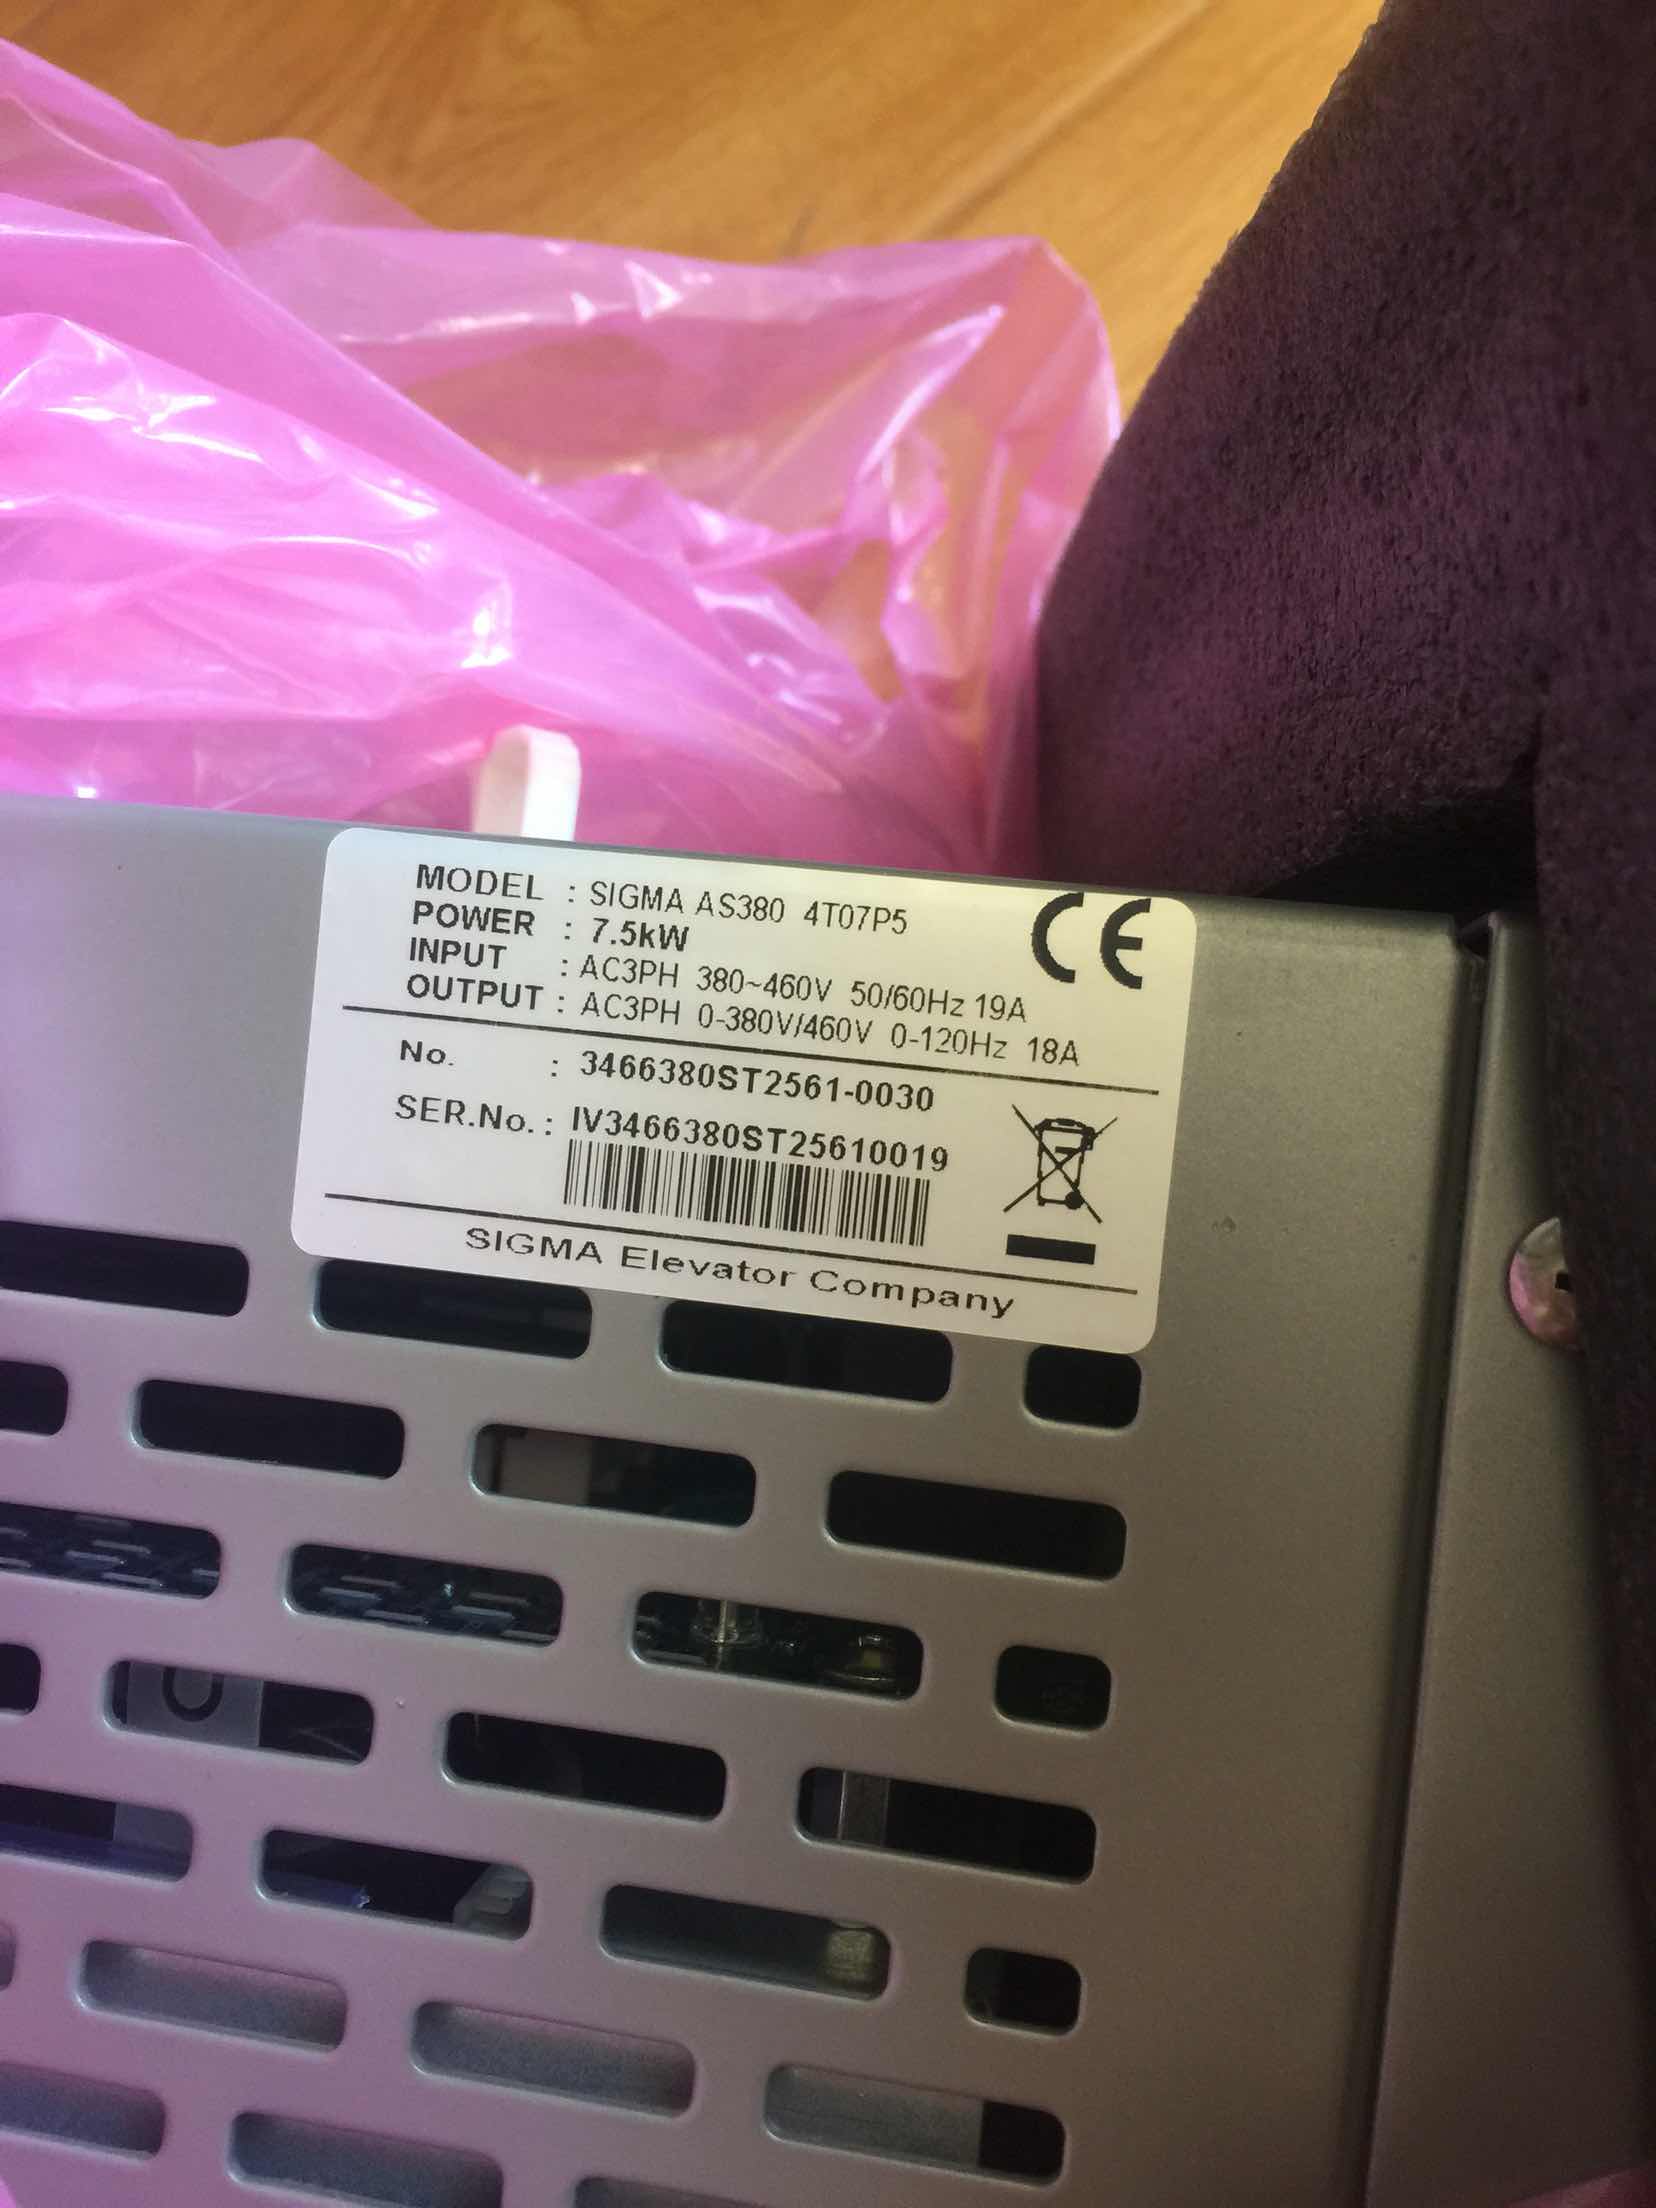 MODEL : SIGMA AS380 4T07P5
POWER : 7.5kW
INPUT : AC3PH 380~460V 50/60Hz 19A
OUTPUT : AC3PH 0-380V/460V 0-120Hz 18A
CE
No. : 3466380ST2561-0030
SER.No. : IV3466380ST25610019
SIGMA Elevator Company